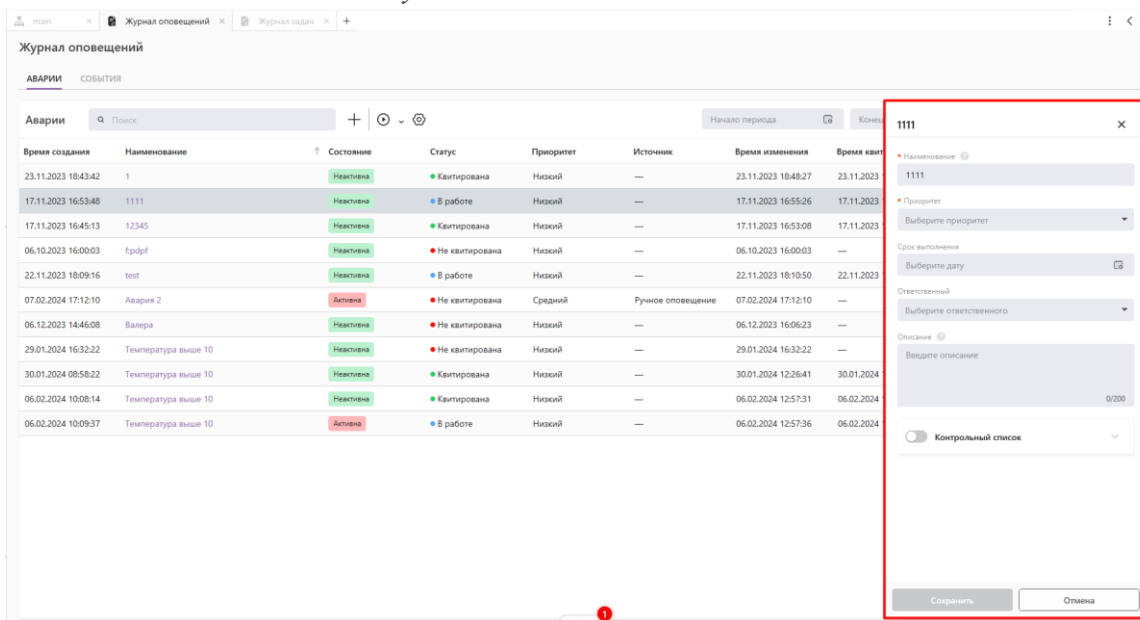 main × Журнал оповещений × Журнал задач × +
Журнал оповещений
АВАРИИ СОБЫТИЯ
Аварии Поиск Начало периода Конец
Время создания Наименование ↑ Состояние Статус Приоритет Источник Время изменения Время квит
23.11.2023 18:43:42 1 Неактивна Квитирована Низкий — 23.11.2023 18:48:27 23.11.2023
17.11.2023 16:53:48 1111 Неактивна В работе Низкий — 17.11.2023 16:55:26 17.11.2023
17.11.2023 16:45:13 12345 Неактивна Квитирована Низкий — 17.11.2023 16:53:08 17.11.2023
06.10.2023 16:00:03 f;pdpf Неактивна Не квитирована Низкий — 06.10.2023 16:00:03 —
22.11.2023 18:09:16 test Неактивна В работе Низкий — 22.11.2023 18:10:50 22.11.2023
07.02.2024 17:12:10 Авария 2 Активна Не квитирована Средний Ручное оповещение 07.02.2024 17:12:10 —
06.12.2023 14:46:08 Валера Неактивна Не квитирована Низкий — 06.12.2023 16:06:23 —
29.01.2024 16:32:22 Температура выше 10 Неактивна Не квитирована Низкий — 29.01.2024 16:32:22 —
30.01.2024 08:58:22 Температура выше 10 Неактивна Квитирована Низкий — 30.01.2024 12:26:41 30.01.2024
06.02.2024 10:08:14 Температура выше 10 Неактивна Квитирована Низкий — 06.02.2024 12:57:31 06.02.2024
06.02.2024 10:09:37 Температура выше 10 Активна В работе Низкий — 06.02.2024 12:57:36 06.02.2024
1111 ×
* Наименование ?
1111
* Приоритет
Выберите приоритет
Срок выполнения
Выберите дату
Ответственный
Выберите ответственного
Описание ?
Введите описание
0/200
Контрольный список
Сохранить Отмена
1